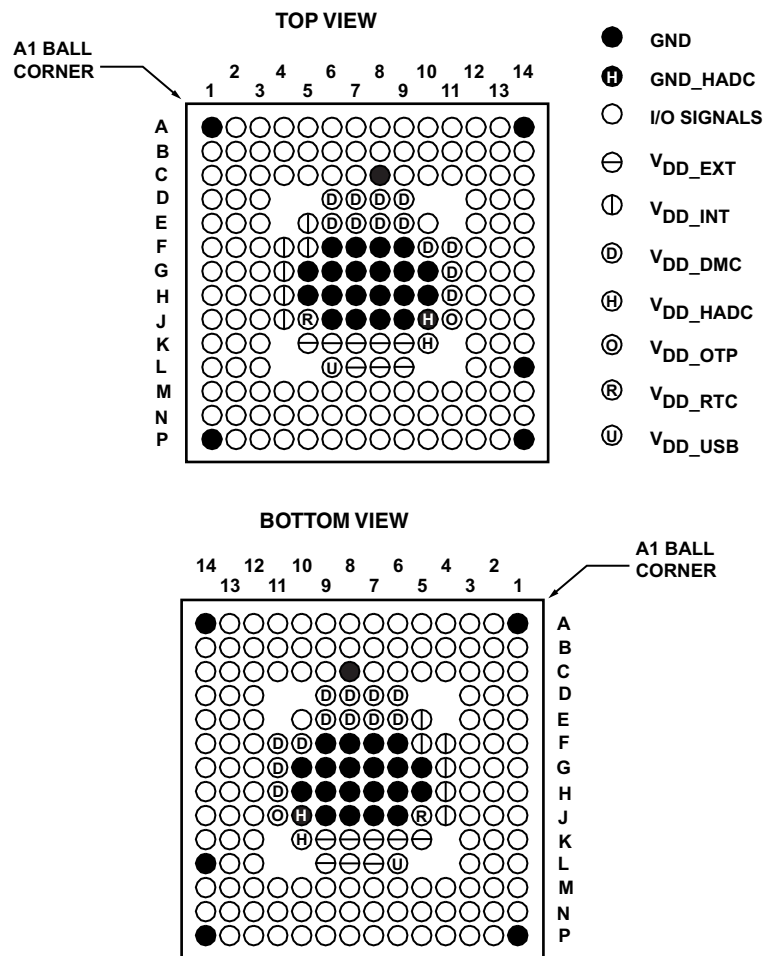 TOP VIEW
A1 BALL
CORNER
2 4 6 8 10 12 14
1 3 5 7 9 11 13
A
B
C
D D D D D
E D D D D
F D D
G D
H D
J R H O
K H
L U
M
N
P
GND
H GND_HADC
I/O SIGNALS
VDD_EXT
VDD_INT
D VDD_DMC
H VDD_HADC
O VDD_OTP
R VDD_RTC
U VDD_USB
BOTTOM VIEW
A1 BALL
CORNER
14 12 10 8 6 4 2
13 11 9 7 5 3 1
A
B
C
D D D D D
D D D D E
D D F
D G
D H
O H R J
H K
U L
M
N
P